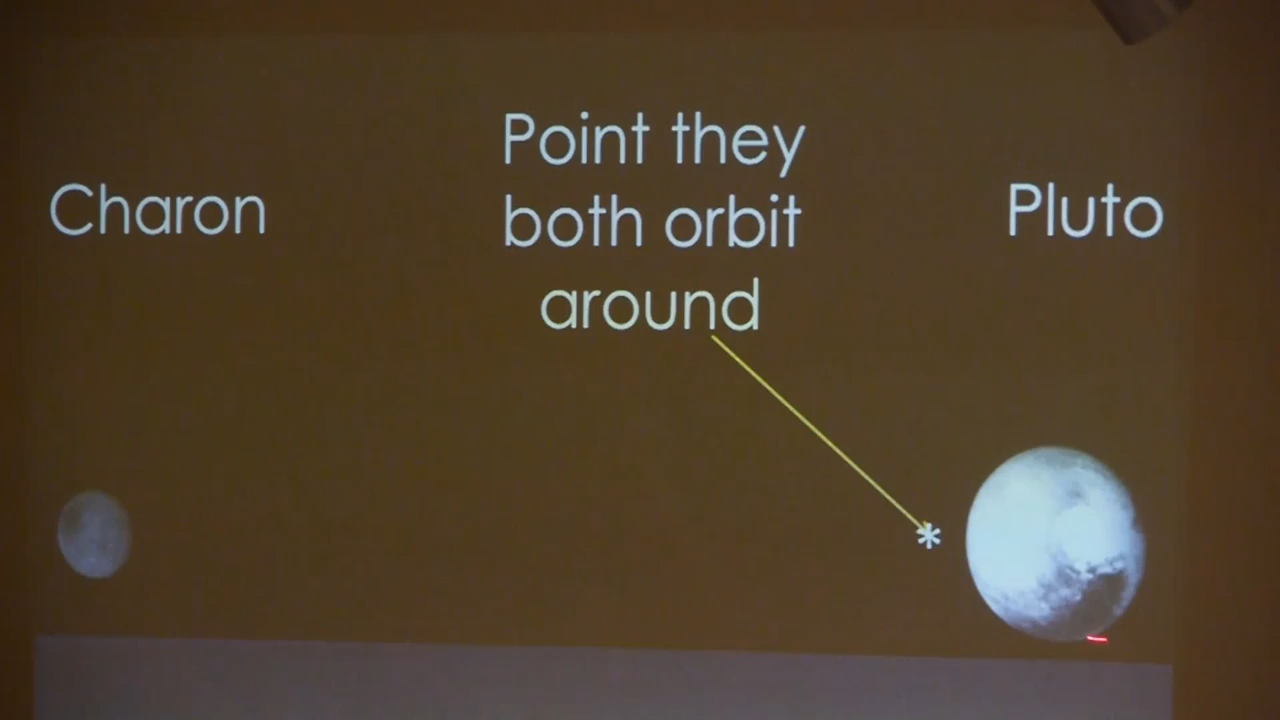 Charon
Point they
both orbit
around
Pluto
*